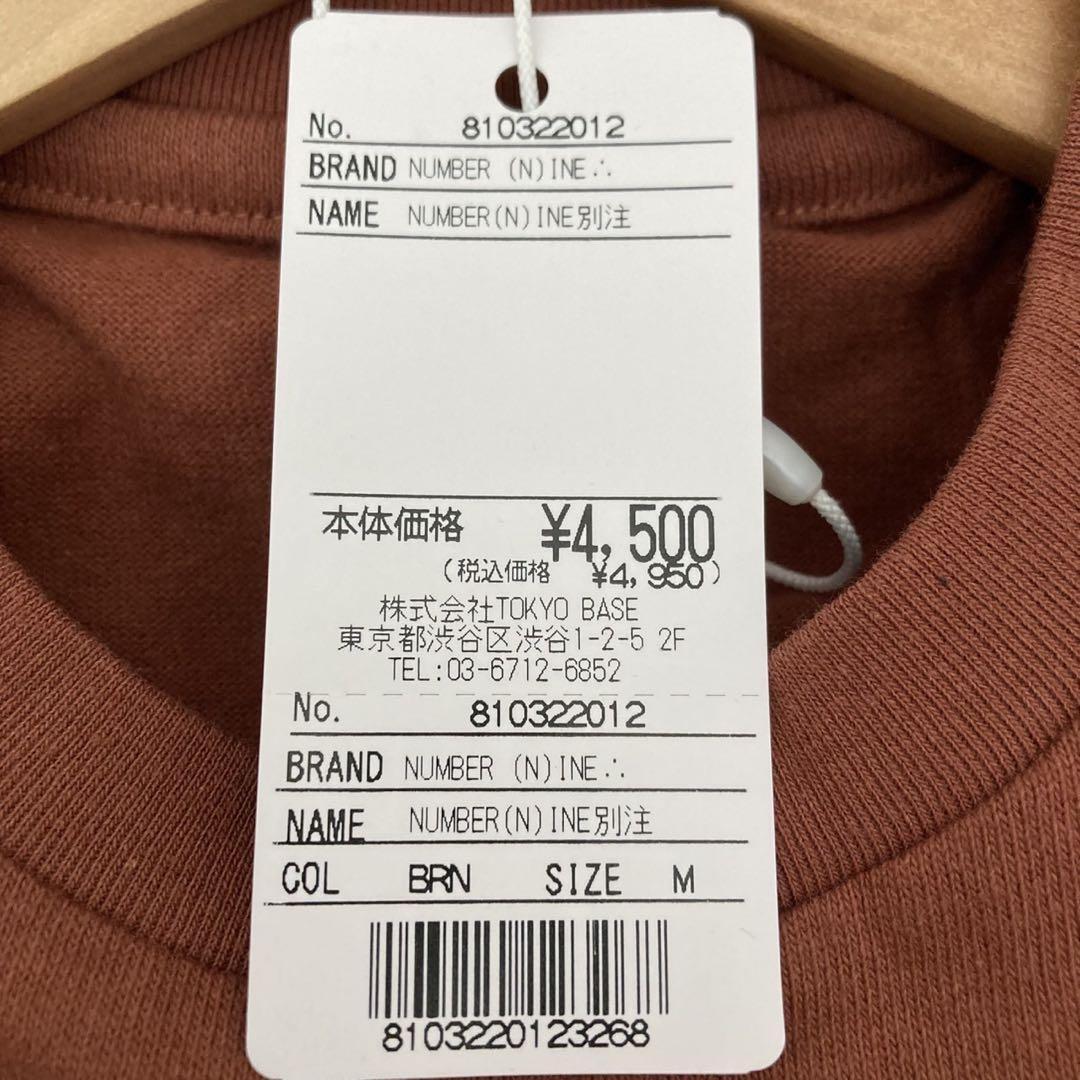 No. 810322012
BRAND NUMBER (N)INE∴
NAME NUMBER(N)INE別注
本体価格 ¥4,500
(税込価格 ¥4,950)
株式会社TOKYO BASE
東京都渋谷区渋谷1-2-5 2F
TEL:03-6712-6852
No. 810322012
BRAND NUMBER (N)INE∴
NAME NUMBER(N)INE別注
COL BRN SIZE M
8103220123268